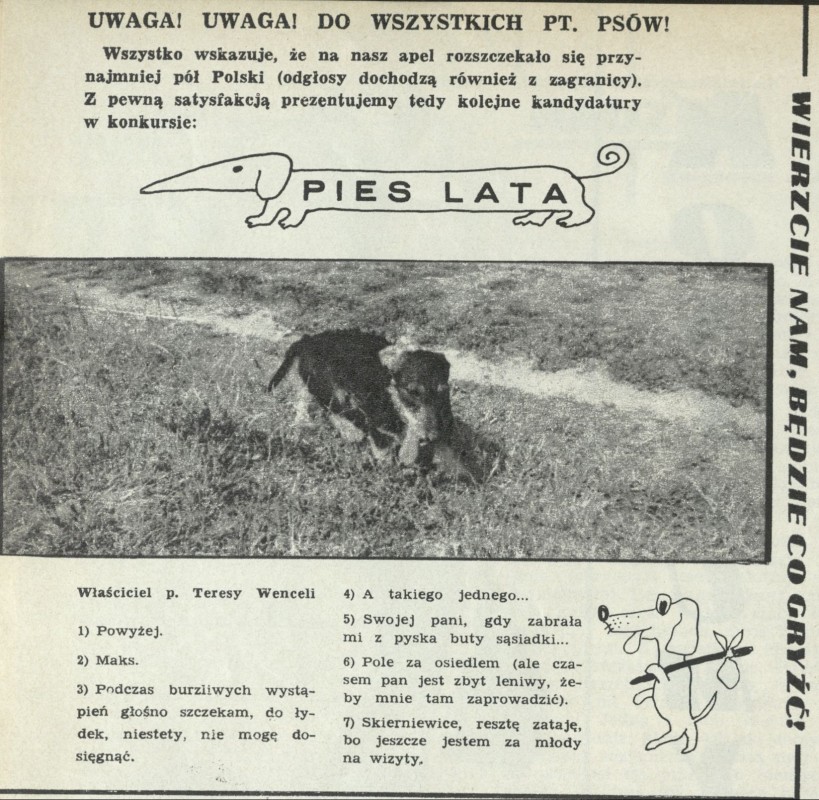 UWAGA! UWAGA! DO WSZYSTKICH PT. PSÓW!
Wszystko wskazuje, że na nasz apel rozszczekało się przy-
najmniej pół Polski (odgłosy dochodzą również z zagranicy).
Z pewną satysfakcją prezentujemy tedy kolejne kandydatury
w konkursie:
PIES LATA
Właściciel p. Teresy Wenceli
1) Powyżej.
2) Maks.
3) Podczas burzliwych wystą-
pień głośno szczekam, do ły-
dek, niestety, nie mogę do-
sięgnąć.
4) A takiego jednego...
5) Swojej pani, gdy zabrała
mi z pyska buty sąsiadki...
6) Pole za osiedlem (ale cza-
sem pan jest zbyt leniwy, że-
by mnie tam zaprowadzić).
7) Skierniewice, resztę zataję,
bo jeszcze jestem za młody
na wizyty.
WIERZCIE NAM, BĘDZIE CO GRYŹĆ!